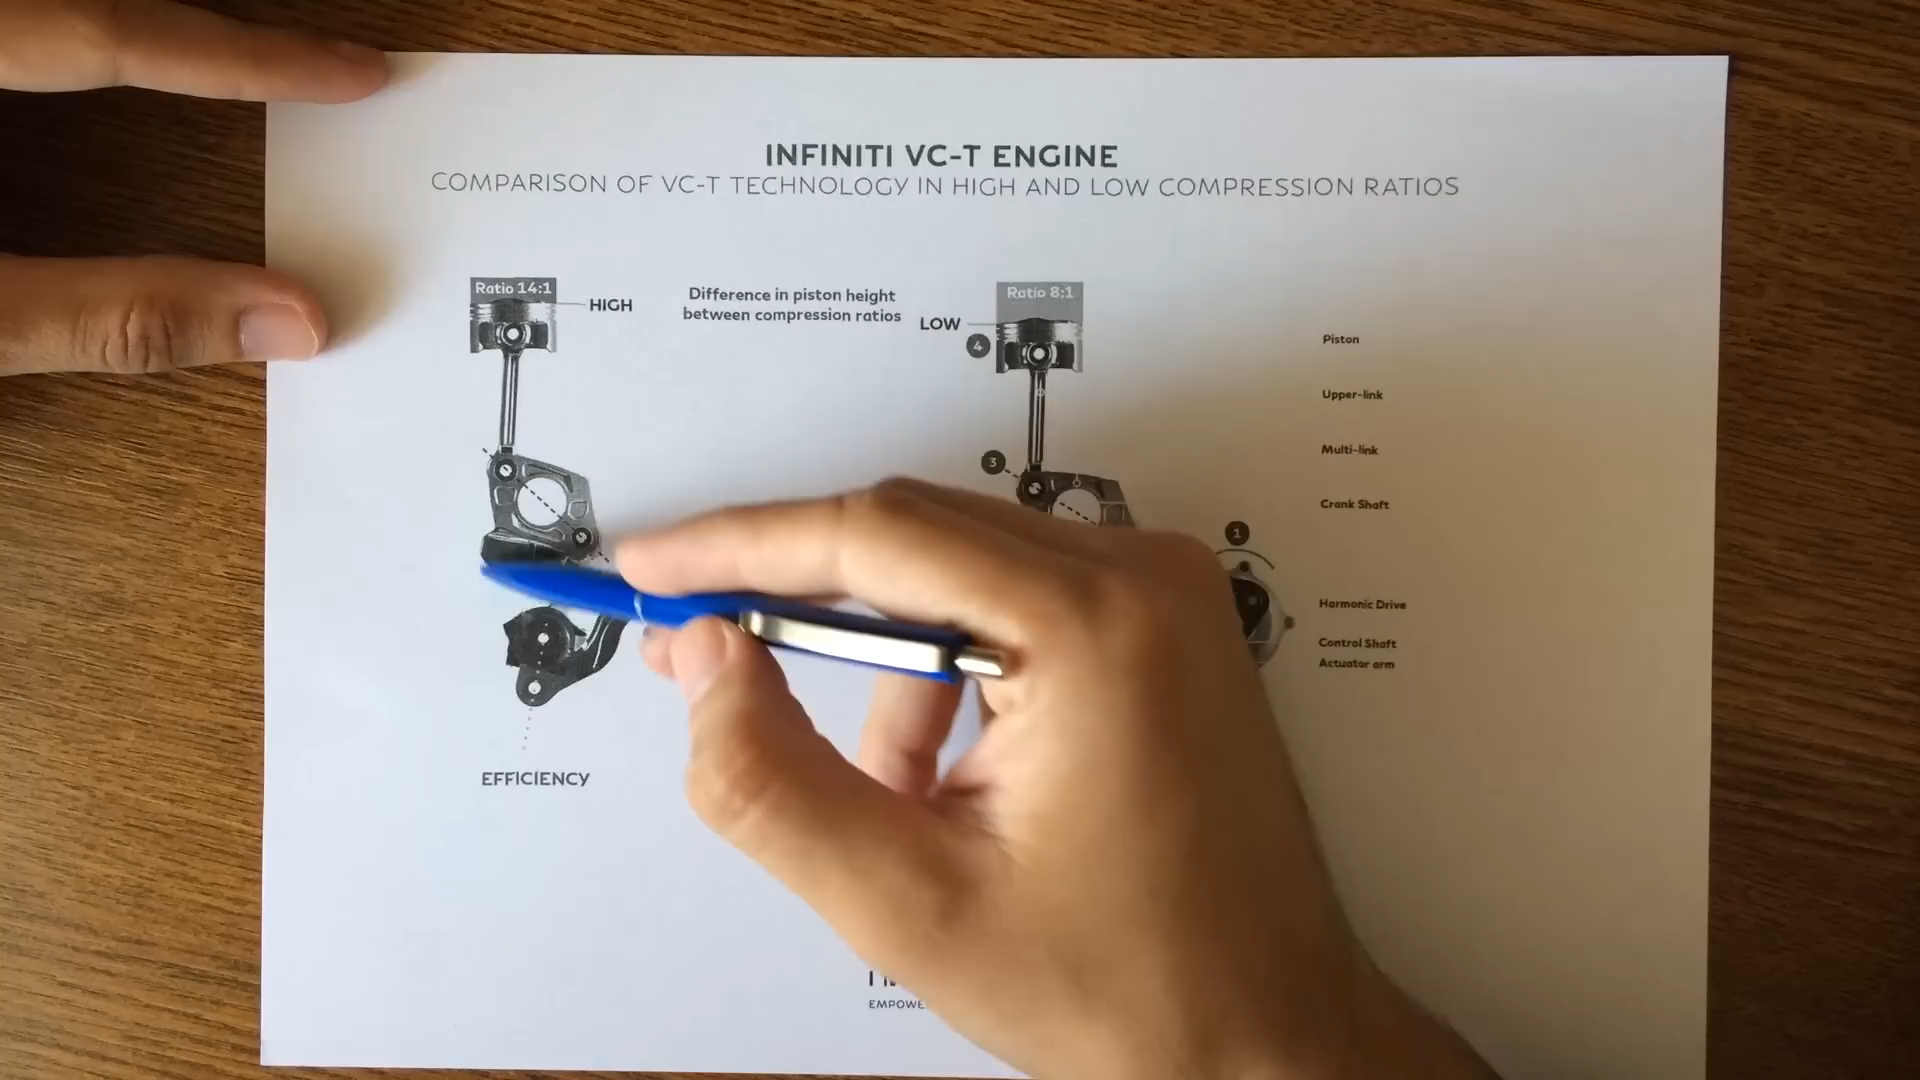 INFINITI VC-T ENGINE
COMPARISON OF VC-T TECHNOLOGY IN HIGH AND LOW COMPRESSION RATIOS
Ratio 14:1
HIGH
Difference in piston height
between compression ratios
Ratio 8:1
LOW
4
3
1
Piston
Upper-link
Multi-link
Crank Shaft
Harmonic Drive
Control Shaft
Actuator arm
EFFICIENCY